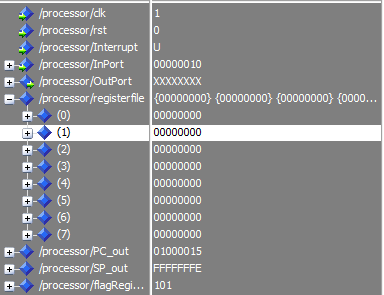 /processor/clk 1
/processor/rst 0
/processor/Interrupt U
/processor/InPort 00000010
/processor/OutPort XXXXXXXX
/processor/registerfile {00000000} {00000000} {00000000} {0000...
(0) 00000000
(1) 00000000
(2) 00000000
(3) 00000000
(4) 00000000
(5) 00000000
(6) 00000000
(7) 00000000
/processor/PC_out 01000015
/processor/SP_out FFFFFFFE
/processor/flagRegi... 101